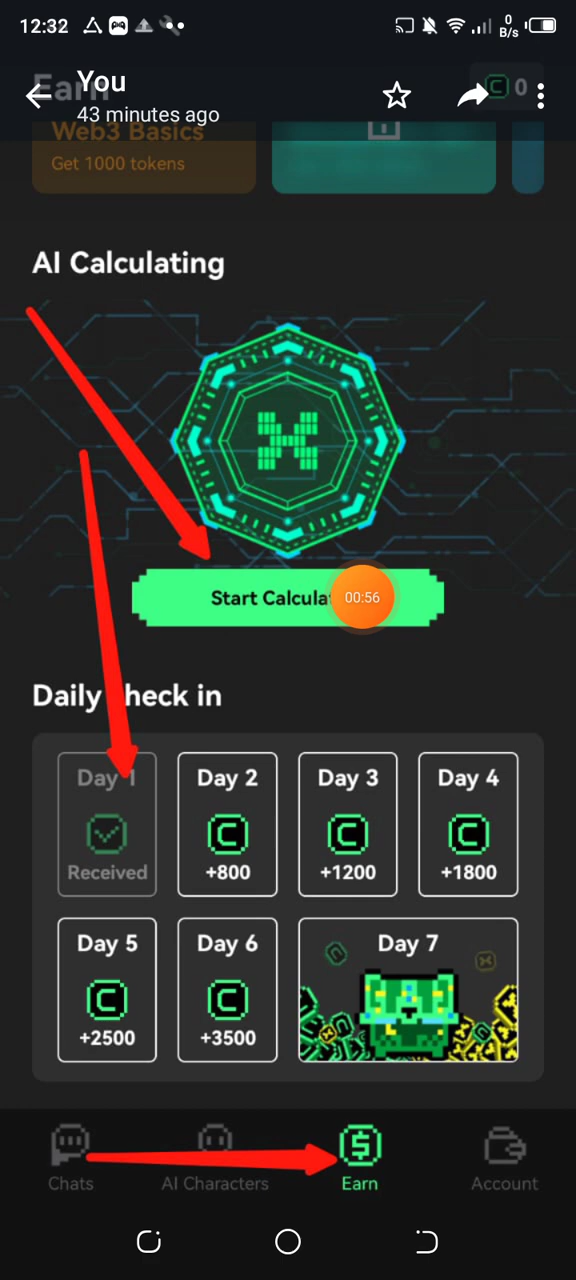 12:32
0
B/s
Earn
You
43 minutes ago
0
Web3 Basics
Get 1000 tokens
AI Calculating
Start Calcula
00:56
Daily heck in
Day 1
Day 2
Day 3
Day 4
Received
+800
+1200
+1800
Day 5
Day 6
Day 7
+2500
+3500
Chats
AI Characters
Earn
Account